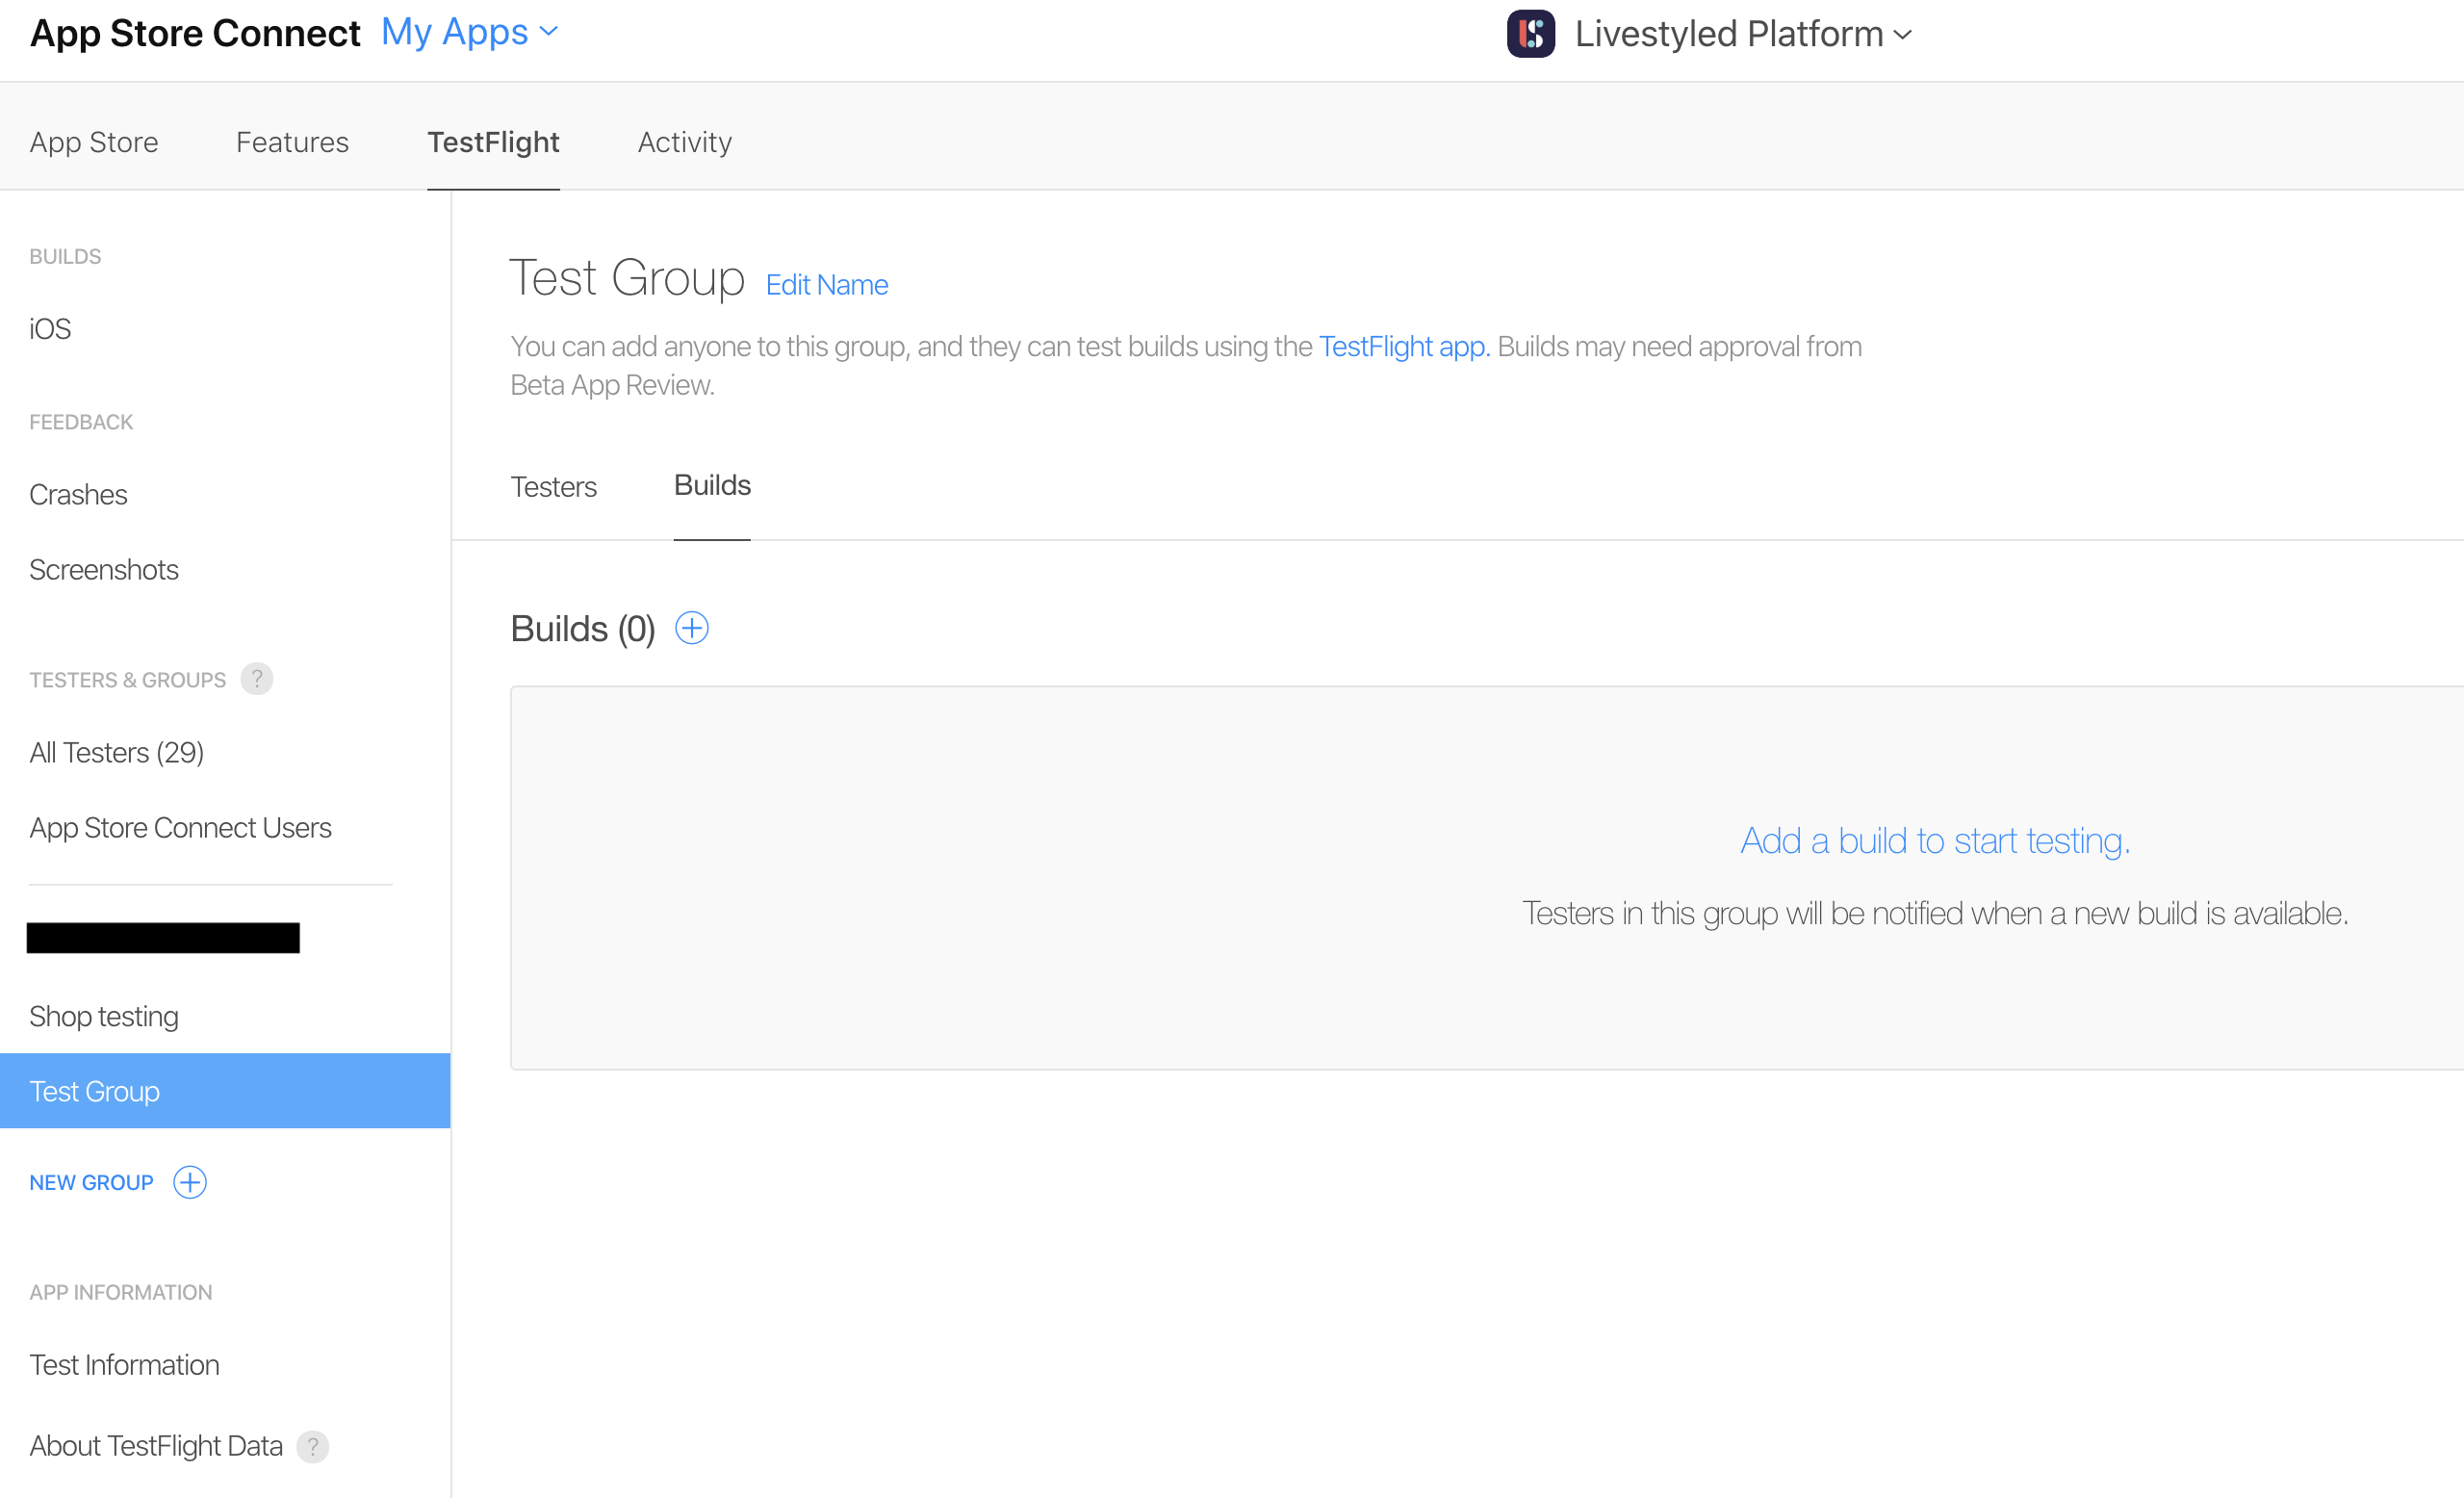 App Store Connect My Apps
Livestyled Platform
App Store Features TestFlight Activity
BUILDS
iOS
FEEDBACK
Crashes
Screenshots
TESTERS & GROUPS ?
All Testers (29)
App Store Connect Users
Shop testing
Test Group
NEW GROUP
APP INFORMATION
Test Information
About TestFlight Data ?
Test Group Edit Name
You can add anyone to this group, and they can test builds using the TestFlight app. Builds may need approval from
Beta App Review.
Testers Builds
Builds (0)
Add a build to start testing.
Testers in this group will be notified when a new build is available.